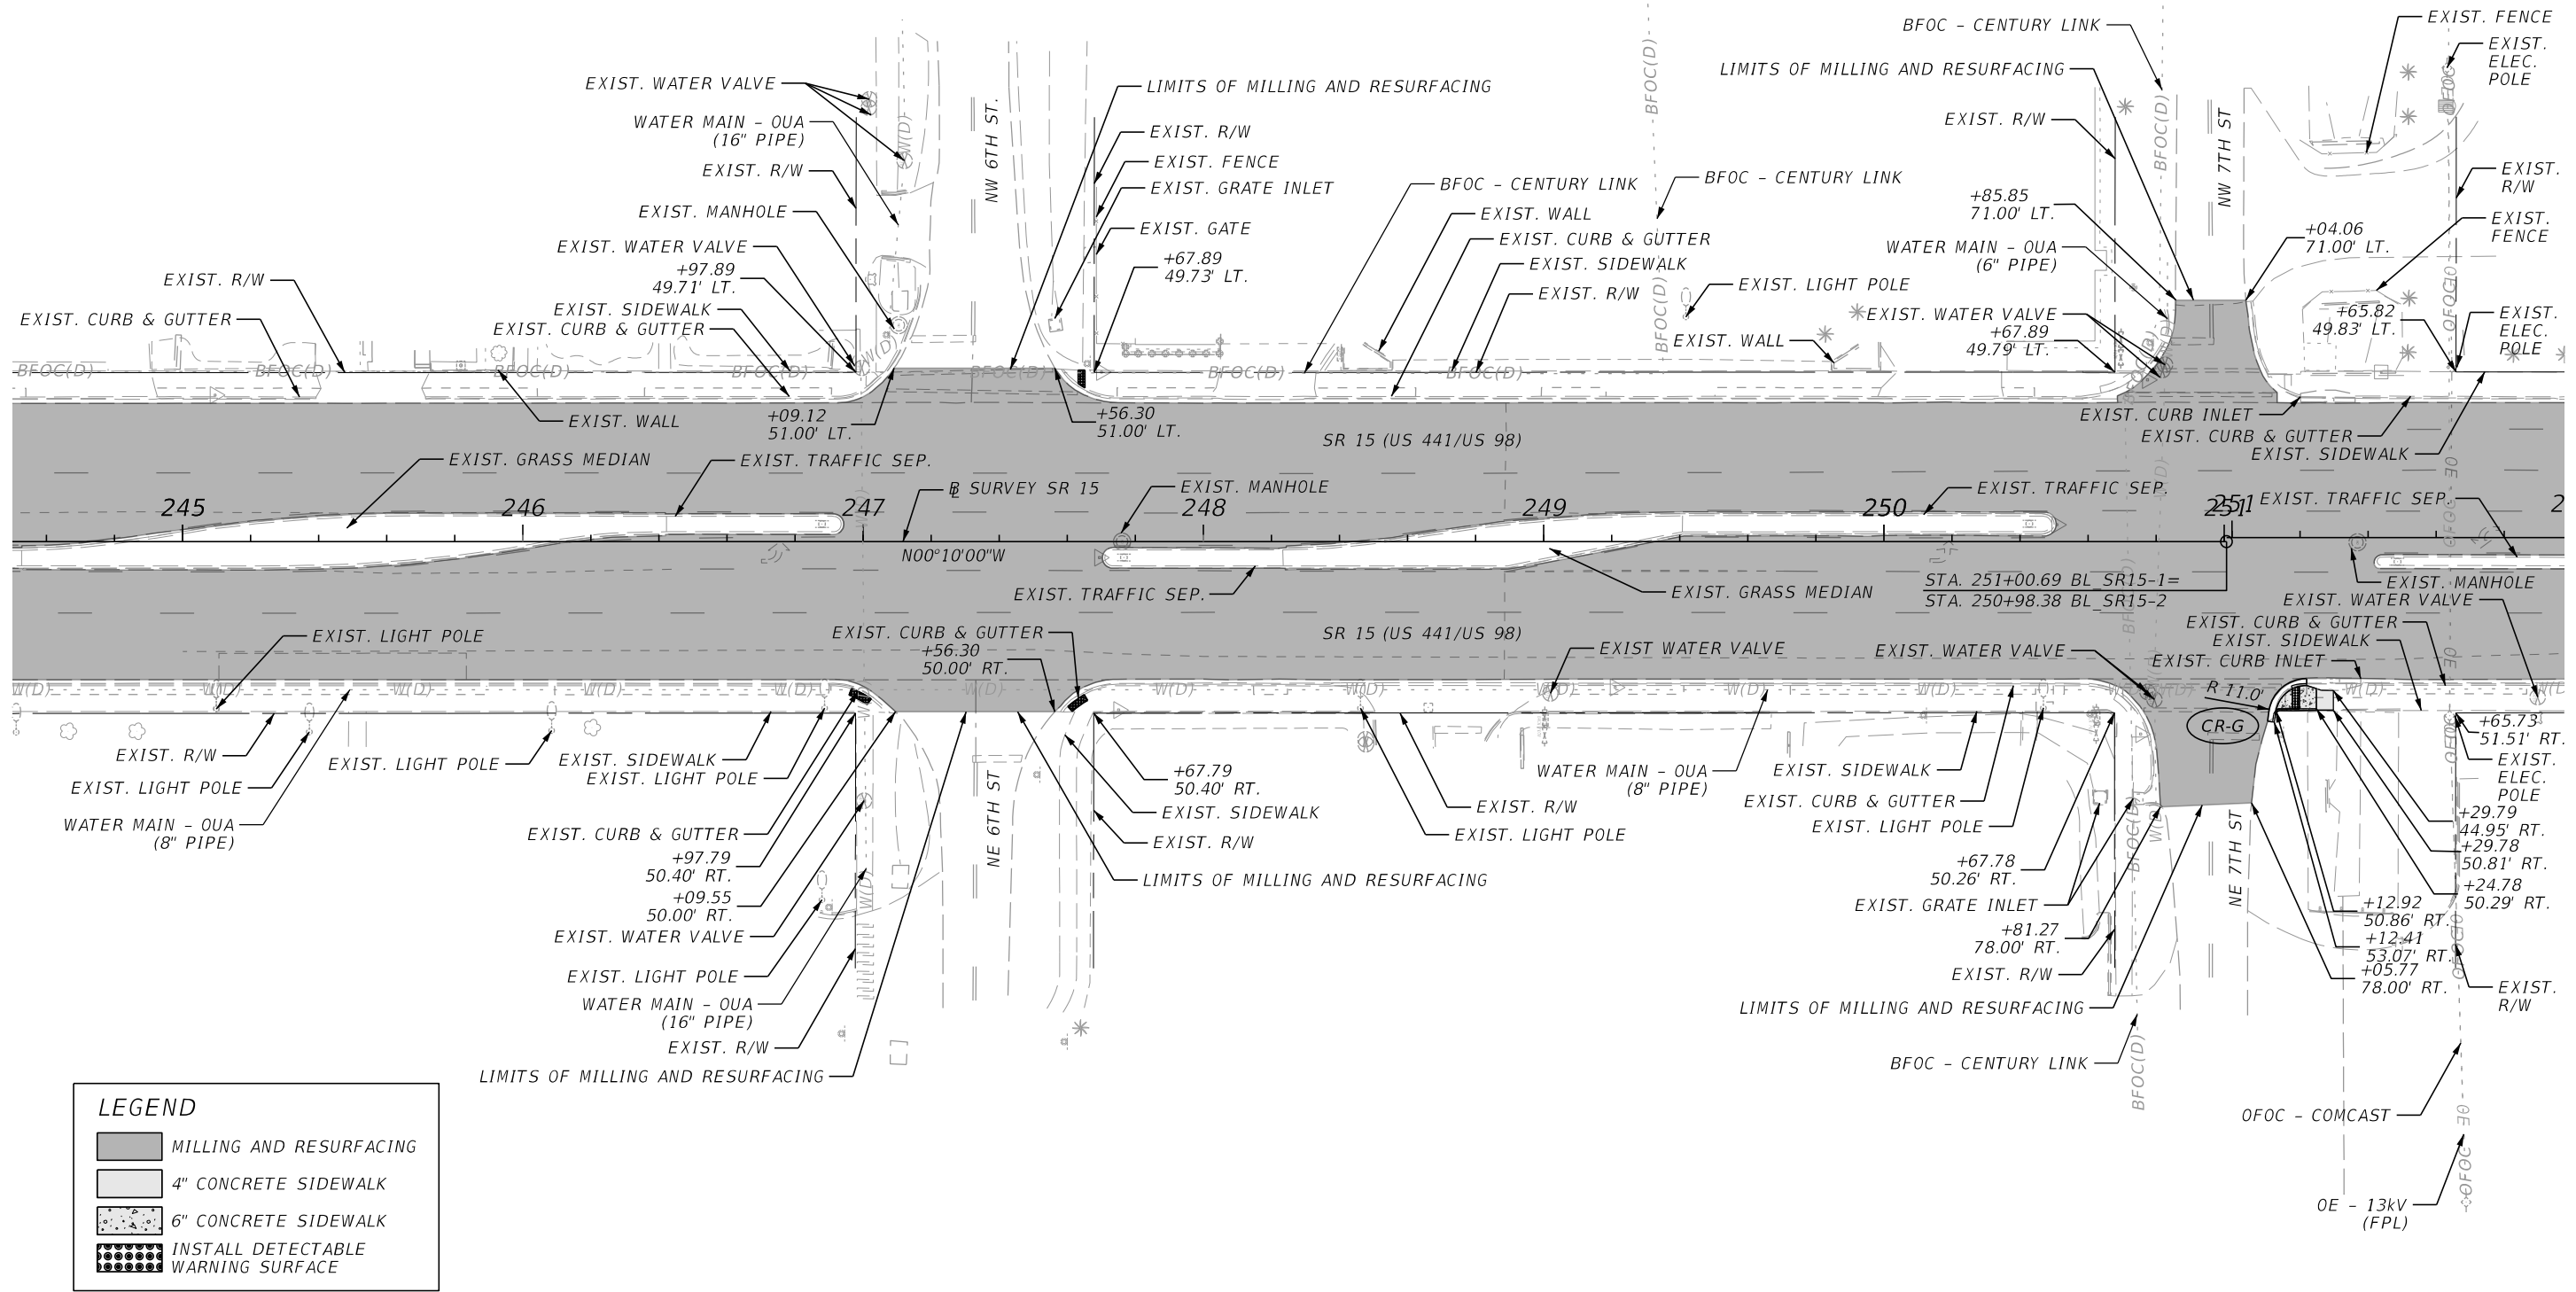 BFOC - CENTURY LINK
EXIST. FENCE
EXIST.
ELEC.
POLE
LIMITS OF MILLING AND RESURFACING
EXIST. WATER VALVE
LIMITS OF MILLING AND RESURFACING
WATER MAIN - OUA
(16" PIPE)
EXIST. R/W
EXIST. R/W
EXIST. FENCE
EXIST. R/W
EXIST. GRATE INLET
NW 6TH ST.
NW 7TH ST
BFOC - CENTURY LINK
BFOC - CENTURY LINK
EXIST.
R/W
+85.85
71.00' LT.
EXIST. MANHOLE
EXIST. WALL
EXIST. GATE
EXIST.
FENCE
+04.06
71.00' LT.
EXIST. WATER VALVE
EXIST. CURB & GUTTER
WATER MAIN - OUA
(6" PIPE)
+97.89
49.71' LT.
+67.89
49.73' LT.
EXIST. SIDEWALK
EXIST. R/W
EXIST. R/W
EXIST. LIGHT POLE
EXIST. SIDEWALK
EXIST. CURB & GUTTER
EXIST. CURB & GUTTER
EXIST. WATER VALVE
+67.89
49.79' LT.
+65.82
49.83' LT.
EXIST.
ELEC.
POLE
EXIST. WALL
BFOC(D)
BFOC(D)
BFOC(D)
BFOC(D)
BFOC(D)
BFOC(D)
BFOC(D)
BFOC(D)
BFOC(D)
BFOC(D)
BFOC(D)
BFOC(D)
W(D)
W(D)
EXIST. WALL
+09.12
51.00' LT.
+56.30
51.00' LT.
EXIST. CURB INLET
EXIST. CURB & GUTTER
EXIST. SIDEWALK
SR 15 (US 441/US 98)
EXIST. GRASS MEDIAN
EXIST. TRAFFIC SEP.
BL SURVEY SR 15
EXIST. MANHOLE
EXIST. TRAFFIC SEP.
EXIST. TRAFFIC SEP.
245
246
247
248
249
250
251
251
2
N00°10'00"W
EXIST. TRAFFIC SEP.
EXIST. GRASS MEDIAN
STA. 251+00.69 BL_SR15-1=
STA. 250+98.38 BL_SR15-2
EXIST. MANHOLE
EXIST. WATER VALVE
EXIST. CURB & GUTTER
EXIST. SIDEWALK
EXIST. CURB INLET
EXIST. LIGHT POLE
EXIST. CURB & GUTTER
+56.30
50.00' RT.
SR 15 (US 441/US 98)
EXIST WATER VALVE
EXIST. WATER VALVE
W(D)
W(D)
W(D)
W(D)
W(D)
W(D)
W(D)
W(D)
W(D)
W(D)
W(D)
W(D)
R 11.0'
CR-G
EXIST. R/W
EXIST. LIGHT POLE
WATER MAIN - OUA
(8" PIPE)
EXIST. LIGHT POLE
EXIST. SIDEWALK
EXIST. LIGHT POLE
EXIST. CURB & GUTTER
+97.79
50.40' RT.
+09.55
50.00' RT.
EXIST. WATER VALVE
EXIST. LIGHT POLE
WATER MAIN - OUA
(16" PIPE)
EXIST. R/W
LIMITS OF MILLING AND RESURFACING
NE 6TH ST
+67.79
50.40' RT.
EXIST. SIDEWALK
EXIST. R/W
LIMITS OF MILLING AND RESURFACING
EXIST. R/W
EXIST. LIGHT POLE
WATER MAIN - OUA
(8" PIPE)
EXIST. SIDEWALK
EXIST. CURB & GUTTER
EXIST. LIGHT POLE
+67.78
50.26' RT.
EXIST. GRATE INLET
+81.27
78.00' RT.
EXIST. R/W
LIMITS OF MILLING AND RESURFACING
BFOC - CENTURY LINK
BFOC(D)
BFOC(D)
W(D)
NE 7TH ST
+65.73
51.51' RT.
EXIST.
ELEC.
POLE
+29.79
44.95' RT.
+29.78
50.81' RT.
+24.78
50.29' RT.
+12.92
50.86' RT.
+12.41
53.07' RT.
+05.77
78.00' RT.
EXIST.
R/W
OFOC - COMCAST
OE - 13kV
(FPL)
OFOC
OE
LEGEND
MILLING AND RESURFACING
4" CONCRETE SIDEWALK
6" CONCRETE SIDEWALK
INSTALL DETECTABLE
WARNING SURFACE